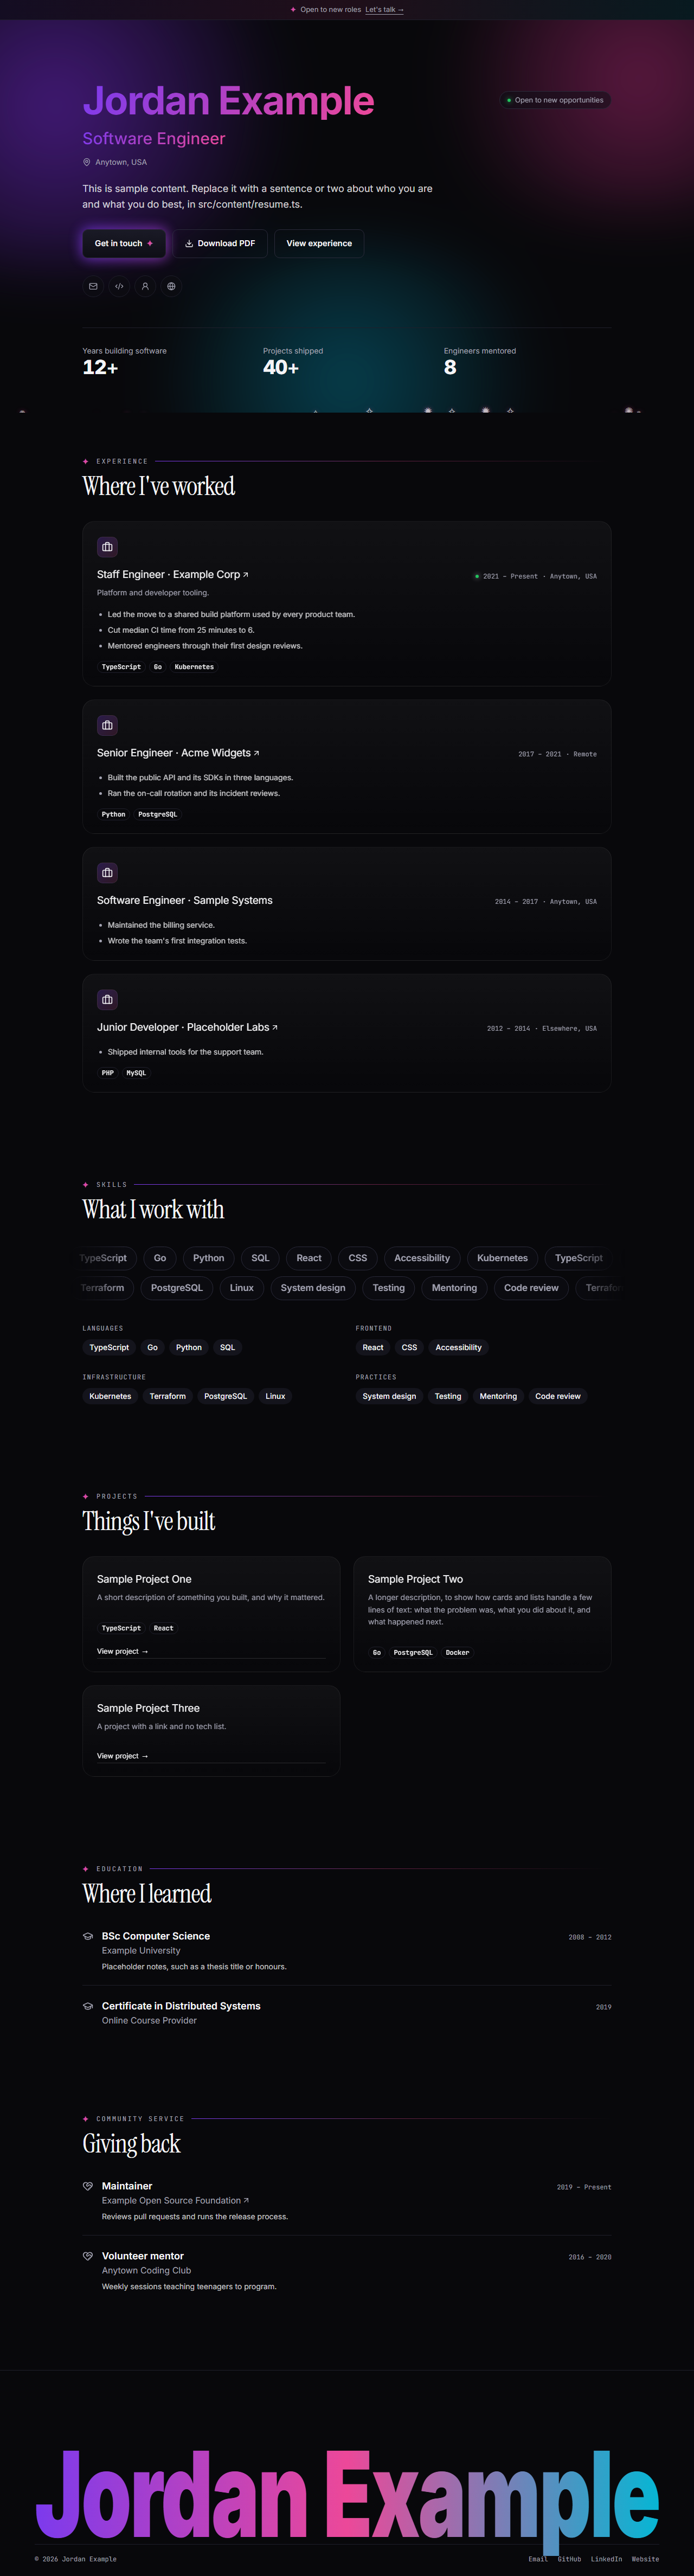 ✦ Open to new roles Let's talk →
Jordan Example
Open to new opportunities
Software Engineer
Anytown, USA
This is sample content. Replace it with a sentence or two about who you are
and what you do best, in src/content/resume.ts.
Get in touch ✦
Download PDF
View experience
Years building software
12+
Projects shipped
40+
Engineers mentored
8
✦ EXPERIENCE
Where I've worked
Staff Engineer · Example Corp ↗
2021 – Present · Anytown, USA
Platform and developer tooling.
• Led the move to a shared build platform used by every product team.
• Cut median CI time from 25 minutes to 6.
• Mentored engineers through their first design reviews.
TypeScript Go Kubernetes
Senior Engineer · Acme Widgets ↗
2017 – 2021 · Remote
• Built the public API and its SDKs in three languages.
• Ran the on-call rotation and its incident reviews.
Python PostgreSQL
Software Engineer · Sample Systems
2014 – 2017 · Anytown, USA
• Maintained the billing service.
• Wrote the team's first integration tests.
Junior Developer · Placeholder Labs ↗
2012 – 2014 · Elsewhere, USA
• Shipped internal tools for the support team.
PHP MySQL
✦ SKILLS
What I work with
TypeScript Go Python SQL React CSS Accessibility Kubernetes TypeScript
Terraform PostgreSQL Linux System design Testing Mentoring Code review Terrafor
LANGUAGES
TypeScript Go Python SQL
FRONTEND
React CSS Accessibility
INFRASTRUCTURE
Kubernetes Terraform PostgreSQL Linux
PRACTICES
System design Testing Mentoring Code review
✦ PROJECTS
Things I've built
Sample Project One
A short description of something you built, and why it mattered.
TypeScript React
View project →
Sample Project Two
A longer description, to show how cards and lists handle a few
lines of text: what the problem was, what you did about it, and
what happened next.
Go PostgreSQL Docker
Sample Project Three
A project with a link and no tech list.
View project →
✦ EDUCATION
Where I learned
BSc Computer Science
2008 – 2012
Example University
Placeholder notes, such as a thesis title or honours.
Certificate in Distributed Systems
2019
Online Course Provider
✦ COMMUNITY SERVICE
Giving back
Maintainer
2019 – Present
Example Open Source Foundation ↗
Reviews pull requests and runs the release process.
Volunteer mentor
2016 – 2020
Anytown Coding Club
Weekly sessions teaching teenagers to program.
Jordan Example
© 2026 Jordan Example
Email GitHub LinkedIn Website